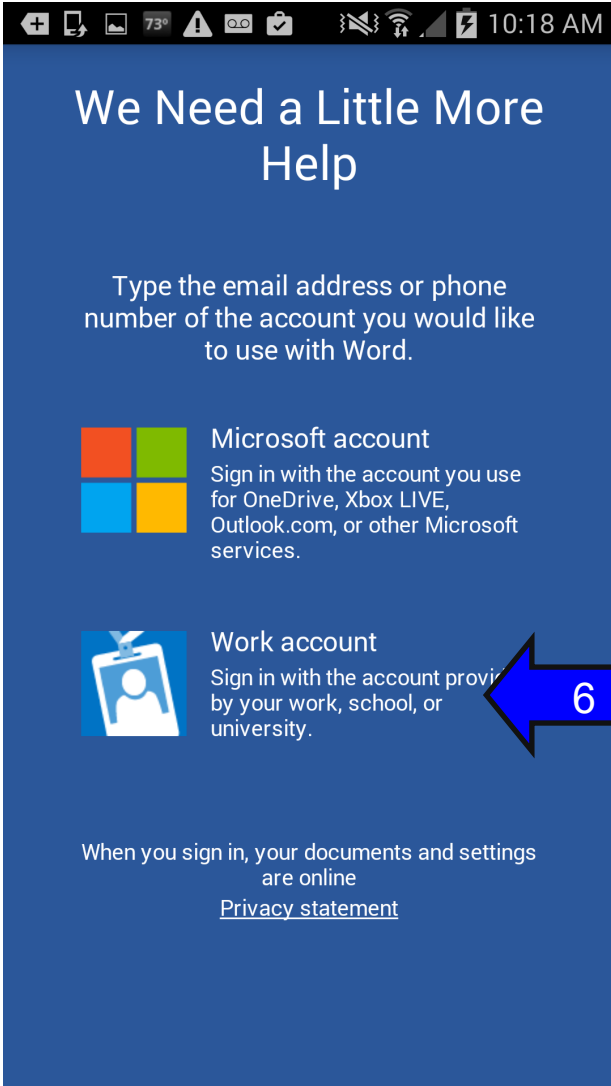 73° 10:18 AM
We Need a Little More
Help
Type the email address or phone
number of the account you would like
to use with Word.
Microsoft account
Sign in with the account you use
for OneDrive, Xbox LIVE,
Outlook.com, or other Microsoft
services.
Work account
Sign in with the account
by your work, school, or
university.
6
When you sign in, your documents and settings
are online
Privacy statement